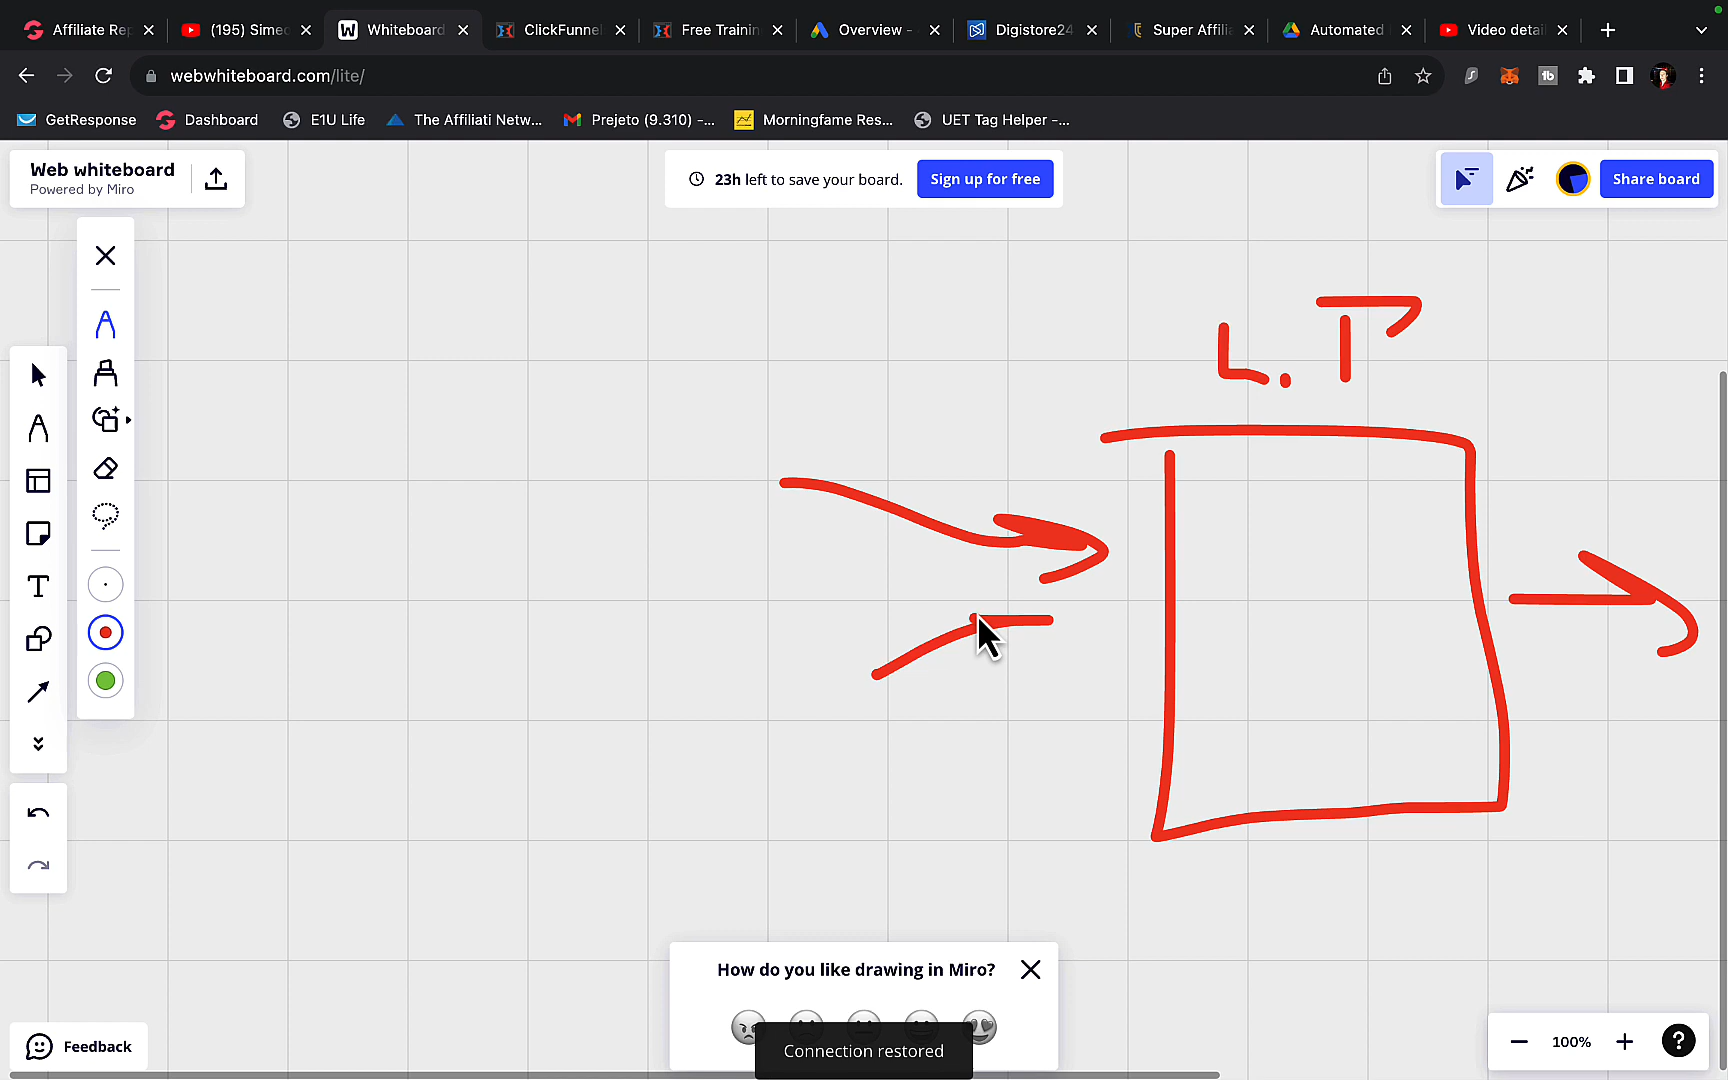 Affiliate Rep
(195) Simeo
Whiteboard
ClickFunnel
Free Trainin
Overview -
Digistore24
Super Affilia
Automated
Video detai
webwhiteboard.com/lite/
GetResponse
Dashboard
E1U Life
The Affiliati Netw...
Prejeto (9.310) -...
Morningfame Res...
UET Tag Helper -...
Web whiteboard
Powered by Miro
23h left to save your board.
Sign up for free
Share board
L. P
How do you like drawing in Miro?
Connection restored
Feedback
100%